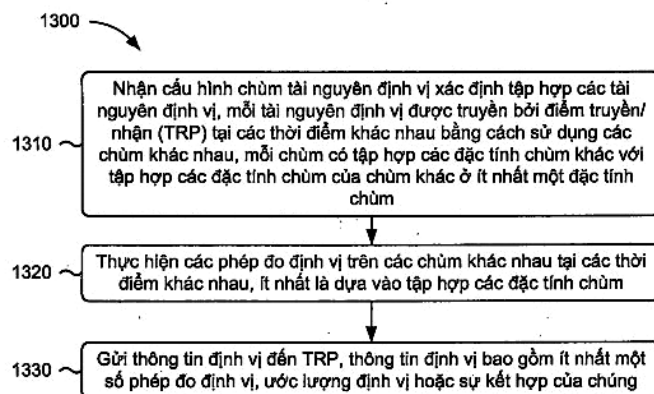 1300
Nhận cấu hình chùm tài nguyên định vị xác định tập hợp các tài
nguyên định vị, mỗi tài nguyên định vị được truyền bởi điểm truyền/
nhận (TRP) tại các thời điểm khác nhau bằng cách sử dụng các
chùm khác nhau, mỗi chùm có tập hợp các đặc tính chùm khác với
tập hợp các đặc tính chùm của chùm khác ở ít nhất một đặc tính
chùm
1310
Thực hiện các phép đo định vị trên các chùm khác nhau tại các thời
điểm khác nhau, ít nhất là dựa vào tập hợp các đặc tính chùm
1320
Gửi thông tin định vị đến TRP, thông tin định vị bao gồm ít nhất một
số phép đo định vị, ước lượng định vị hoặc sự kết hợp của chúng
1330